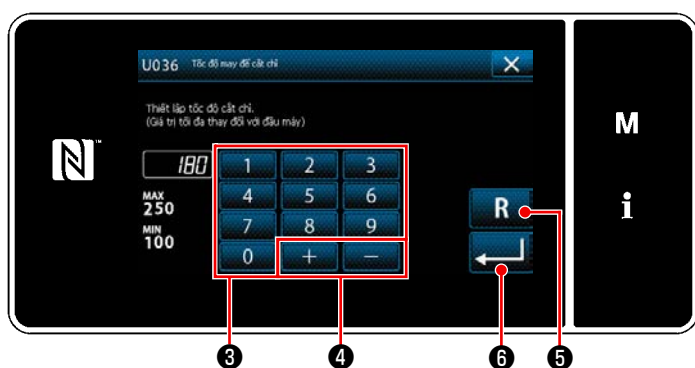 U036 Tốc độ may để cắt chỉ
Thiết lập tốc độ cắt chỉ.
(Giá trị tối đa thay đổi với đầu máy)
180
MAX
250
MIN
100
1 2 3
4 5 6
7 8 9
0 + −
R
M
i
N
❸ ❹ ❻ ❺